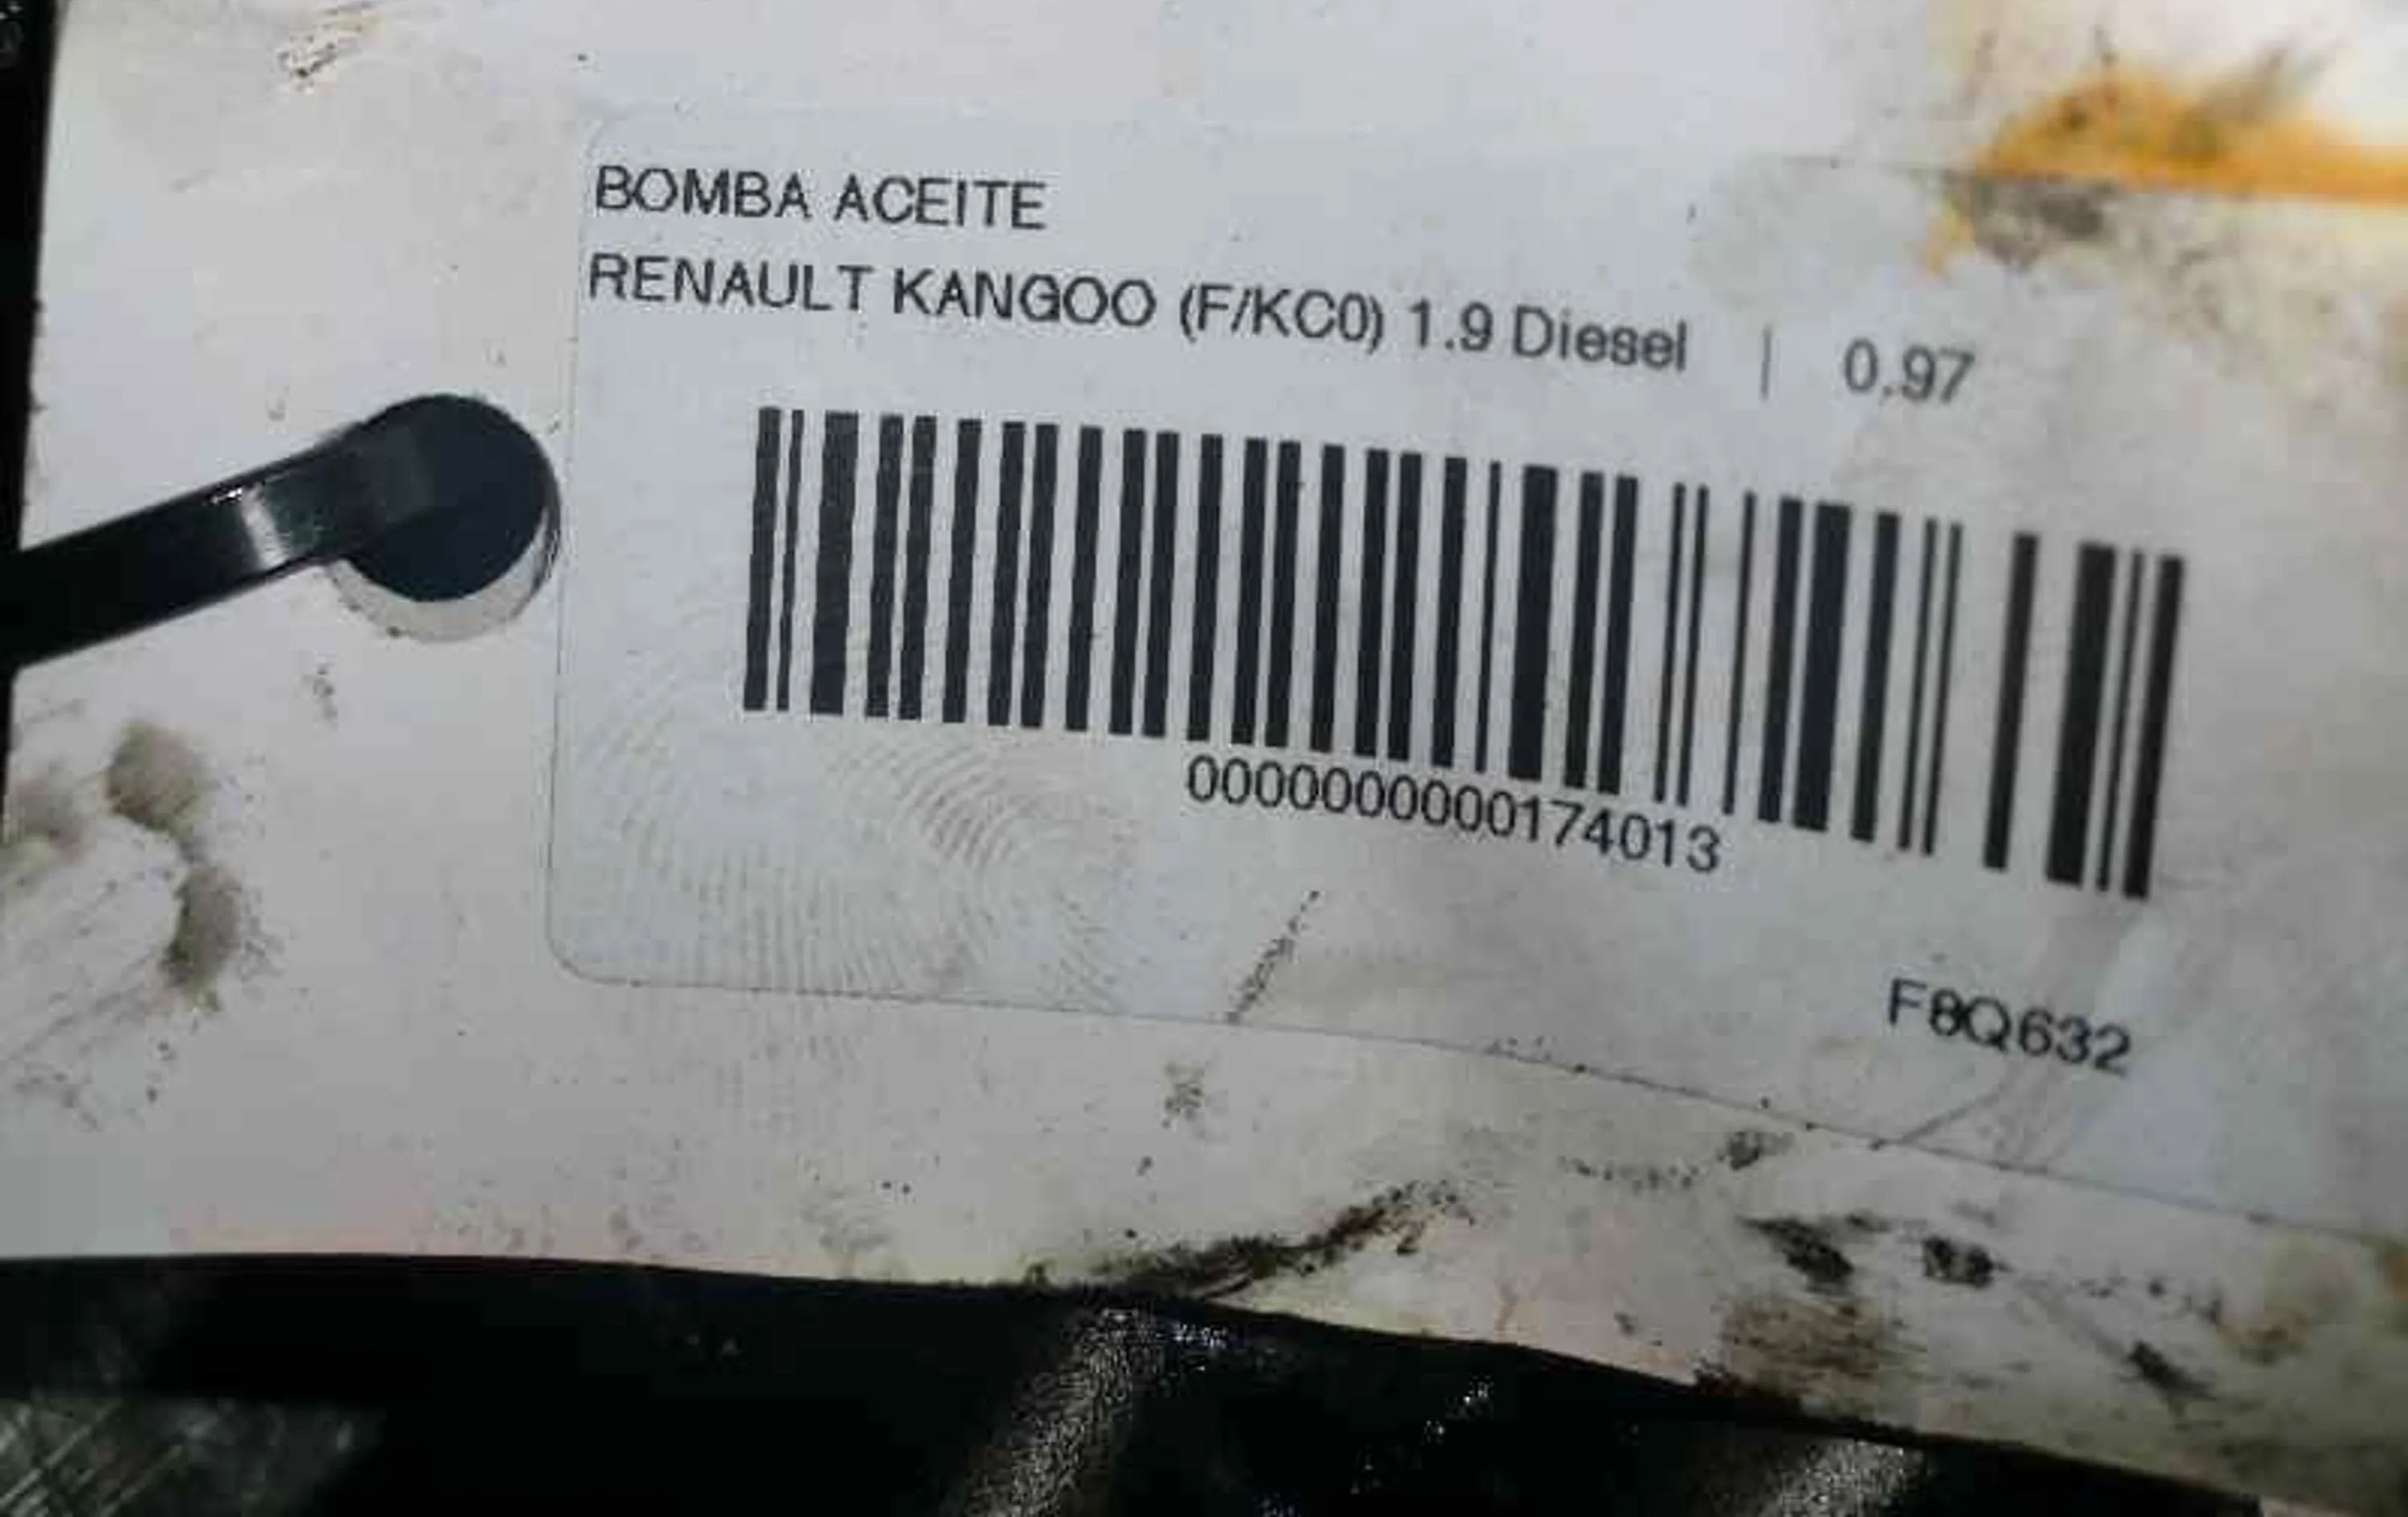 BOMBA ACEITE
RENAULT KANGOO (F/KC0) 1.9 Diesel | 0.97
0000000000174013
F8Q632